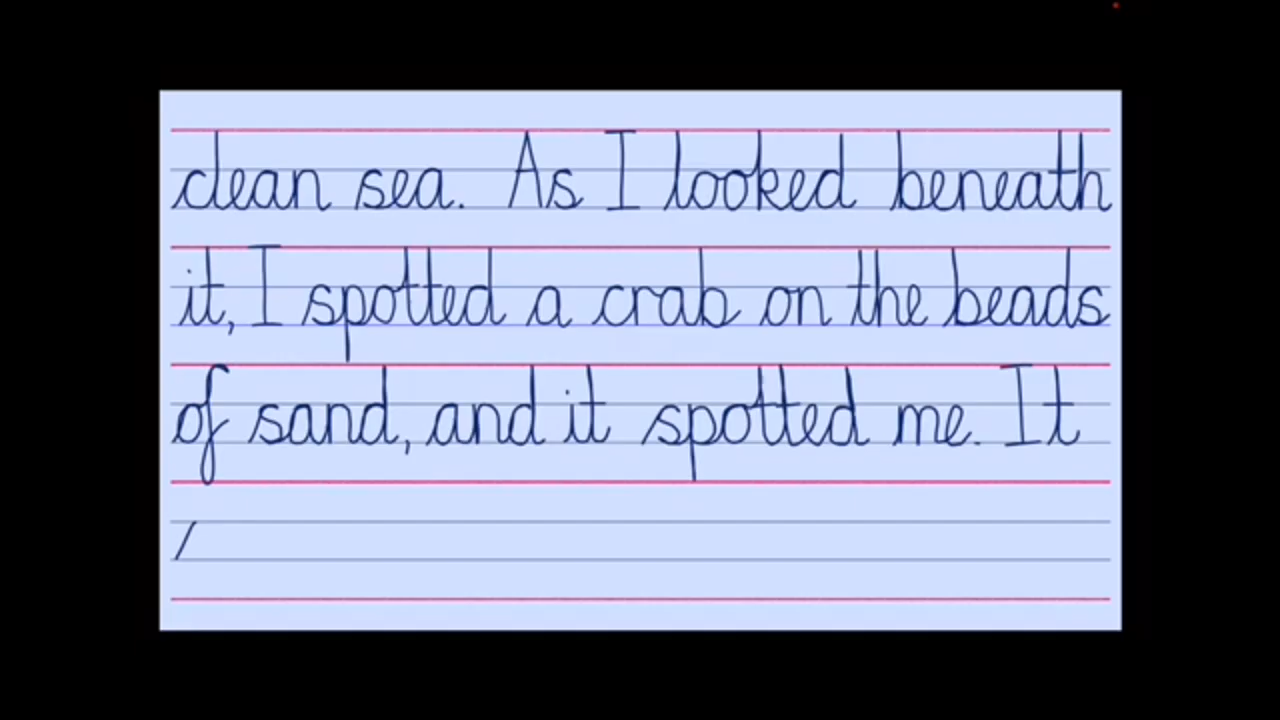 clean sea. As I looked beneath
it, I spotted a crab on the beads
of sand, and it spotted me. It